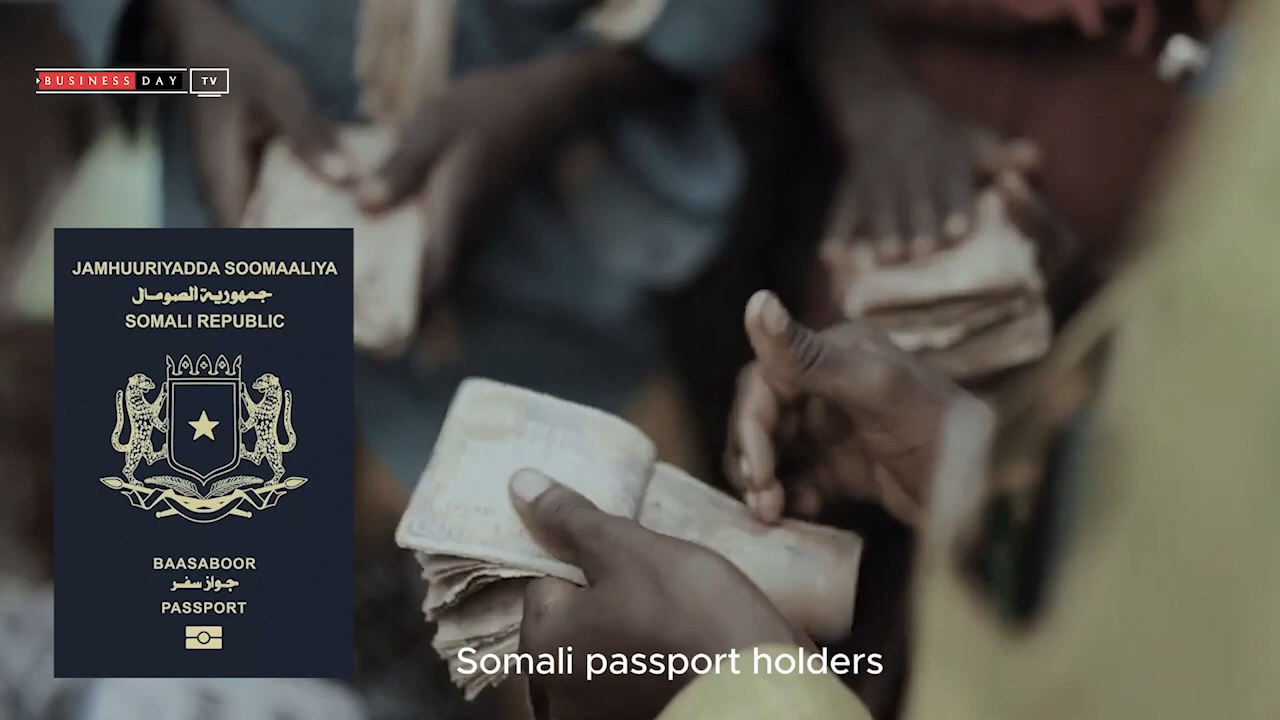 BUSINESS DAY TV
JAMHUURIYADDA SOOMAALIYA
جمهورية الصومال
SOMALI REPUBLIC
BAASABOOR
جواز سفر
PASSPORT
Somali passport holders